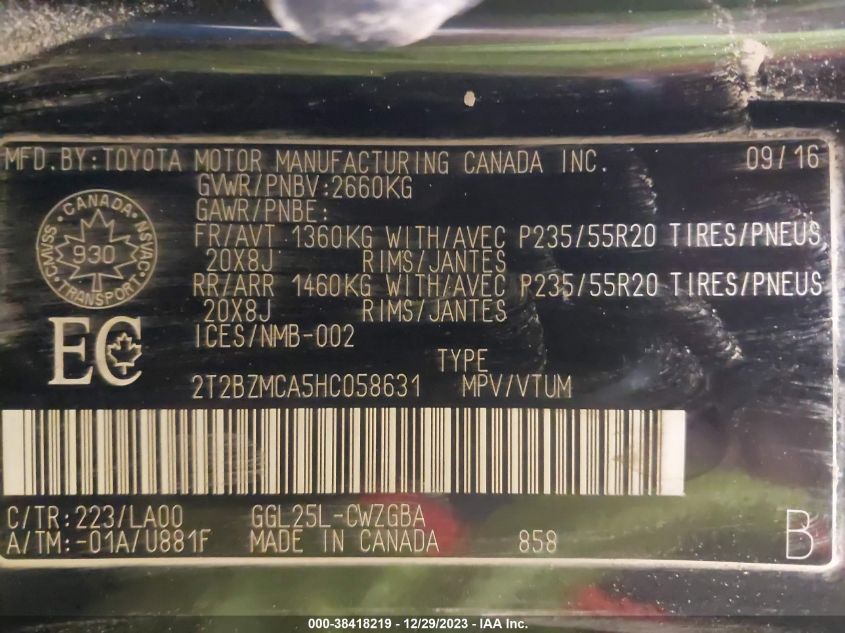 MFD.BY:TOYOTA MOTOR MANUFACTURING CANADA INC. 09/16
GVWR/PNBV:2660KG
GAWR/PNBE:
FR/AVT 1360KG WITH/AVEC P235/55R20 TIRES/PNEUS
20X8J RIMS/JANTES
RR/ARR 1460KG WITH/AVEC P235/55R20 TIRES/PNEUS
20X8J RIMS/JANTES
ICES/NMB-002
CANADA
CMVSS NSVAC
930
TRANSPORT
EC
TYPE
2T2BZMCA5HC058631 MPV/VTUM
C/TR:223/LA00 GGL25L-CWZGBA
A/TM:-01A/U881F MADE IN CANADA 858 B
000-38418219 - 12/29/2023 - IAA Inc.